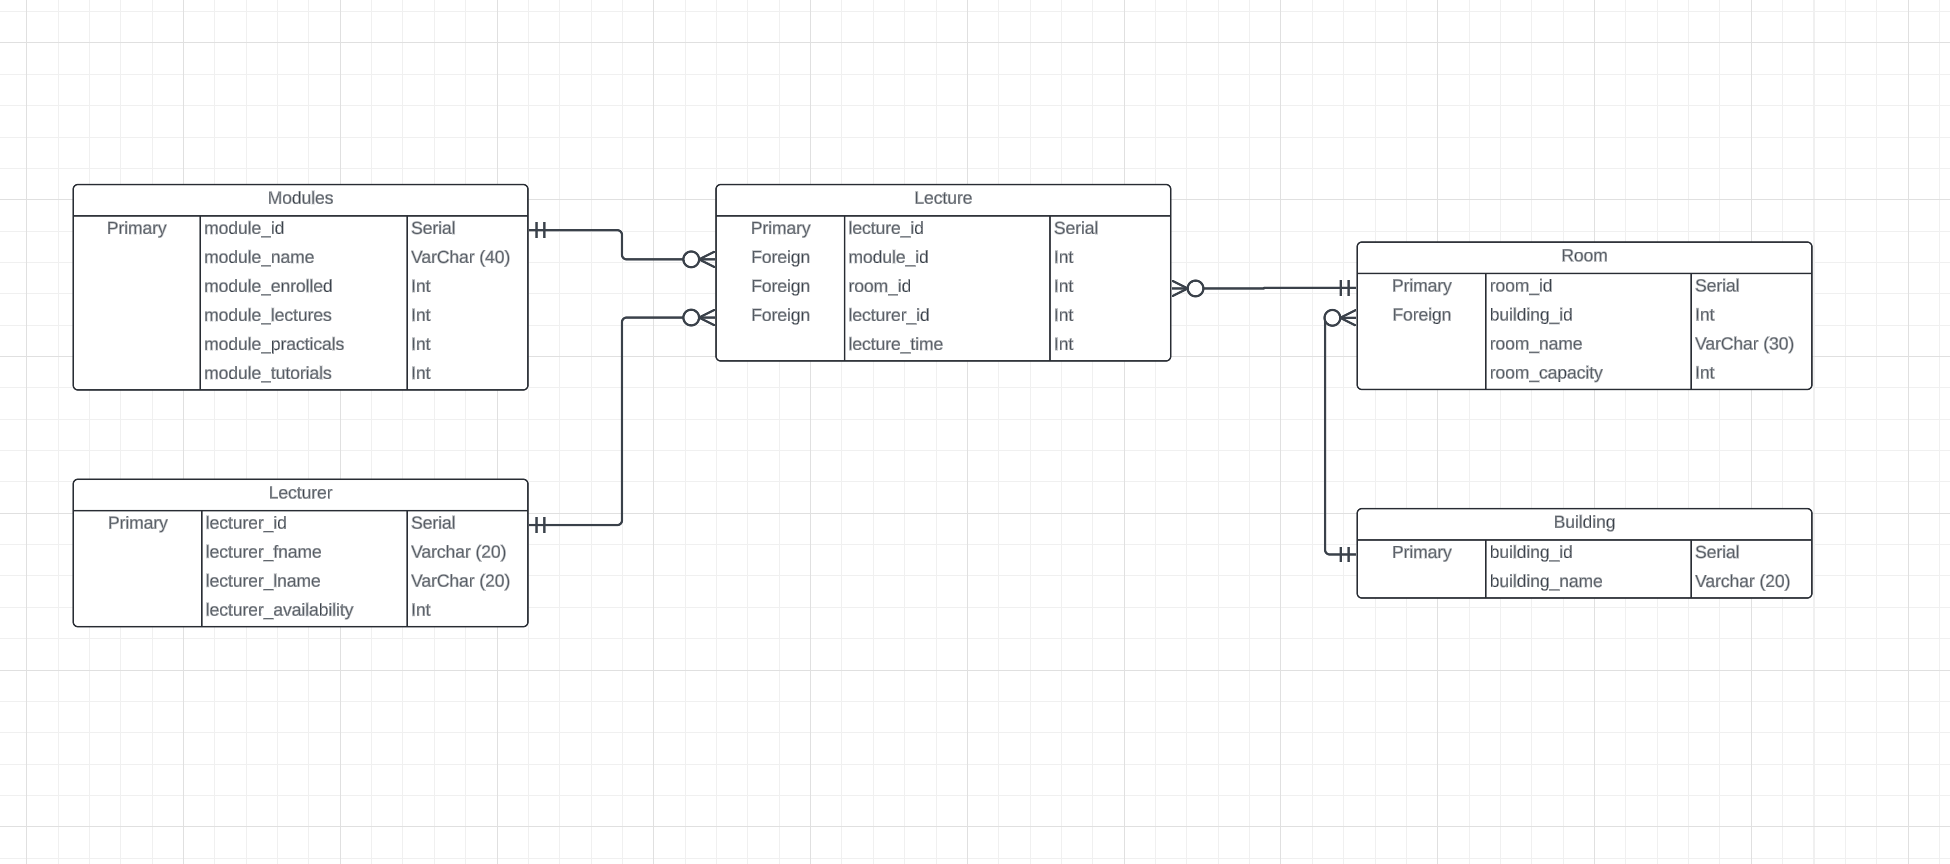 Modules
Primary module_id Serial
module_name VarChar (40)
module_enrolled Int
module_lectures Int
module_practicals Int
module_tutorials Int
Lecturer
Primary lecturer_id Serial
lecturer_fname Varchar (20)
lecturer_lname VarChar (20)
lecturer_availability Int
Lecture
Primary lecture_id Serial
Foreign module_id Int
Foreign room_id Int
Foreign lecturer_id Int
lecture_time Int
Room
Primary room_id Serial
Foreign building_id Int
room_name VarChar (30)
room_capacity Int
Building
Primary building_id Serial
building_name Varchar (20)